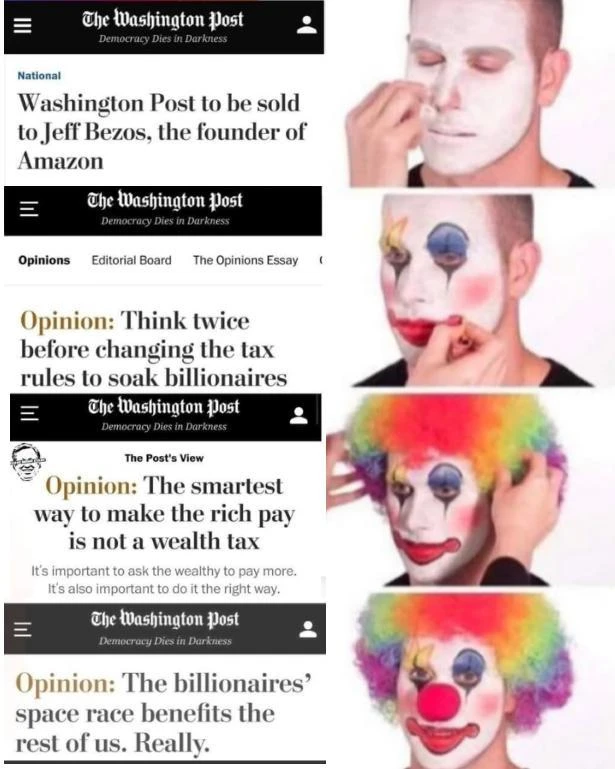 The Washington Post
Democracy Dies in Darkness
National
Washington Post to be sold
to Jeff Bezos, the founder of
Amazon
The Washington Post
Democracy Dies in Darkness
Opinions Editorial Board The Opinions Essay
Opinion: Think twice
before changing the tax
rules to soak billionaires
The Washington Post
Democracy Dies in Darkness
The Post's View
Opinion: The smartest
way to make the rich pay
is not a wealth tax
It's important to ask the wealthy to pay more.
It's also important to do it the right way.
The Washington Post
Democracy Dies in Darkness
Opinion: The billionaires’
space race benefits the
rest of us. Really.